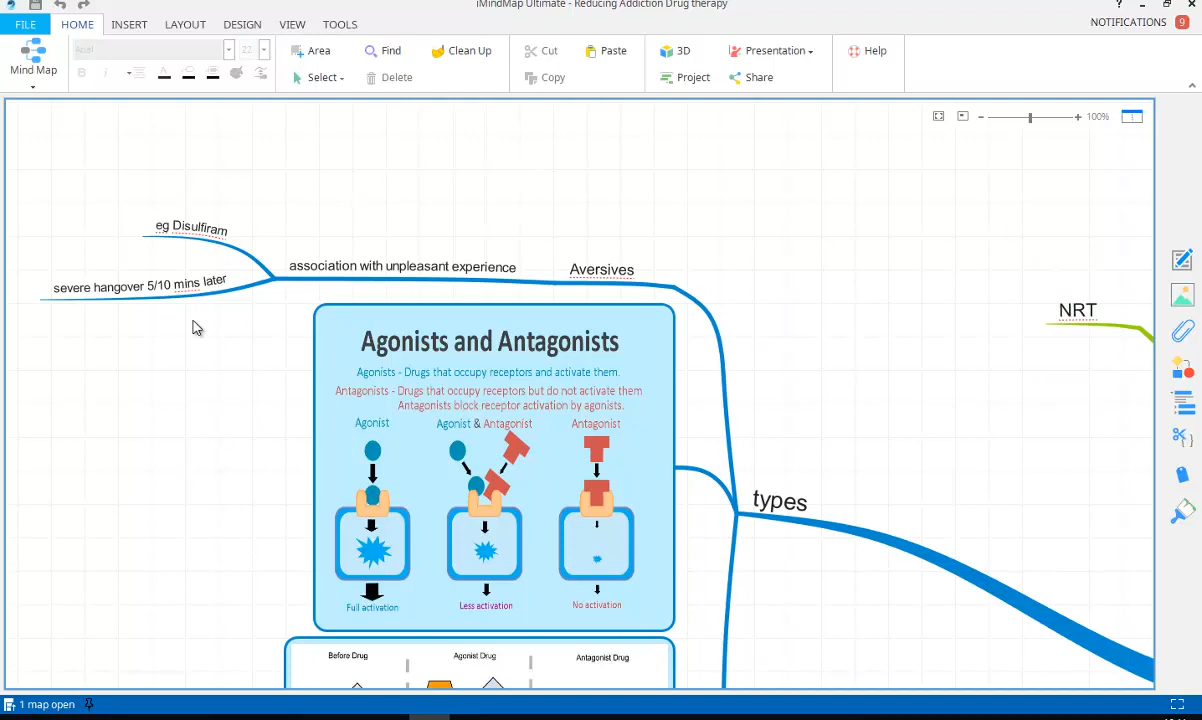 iMindMap Ultimate - Reducing Addiction Drug therapy
FILE HOME INSERT LAYOUT DESIGN VIEW TOOLS NOTIFICATIONS 9
Mind Map
Arial 22
B i
Area
Select
Find
Delete
Clean Up
Cut
Copy
Paste
3D
Project
Presentation
Share
Help
100%
eg Disulfiram
severe hangover 5/10 mins later
association with unpleasant experience
Aversives
NRT
Agonists and Antagonists
Agonists - Drugs that occupy receptors and activate them.
Antagonists - Drugs that occupy receptors but do not activate them
Antagonists block receptor activation by agonists.
Agonist Agonist & Antagonist Antagonist
Full activation Less activation No activation
types
Before Drug Agonist Drug Antagonist Drug
1 map open